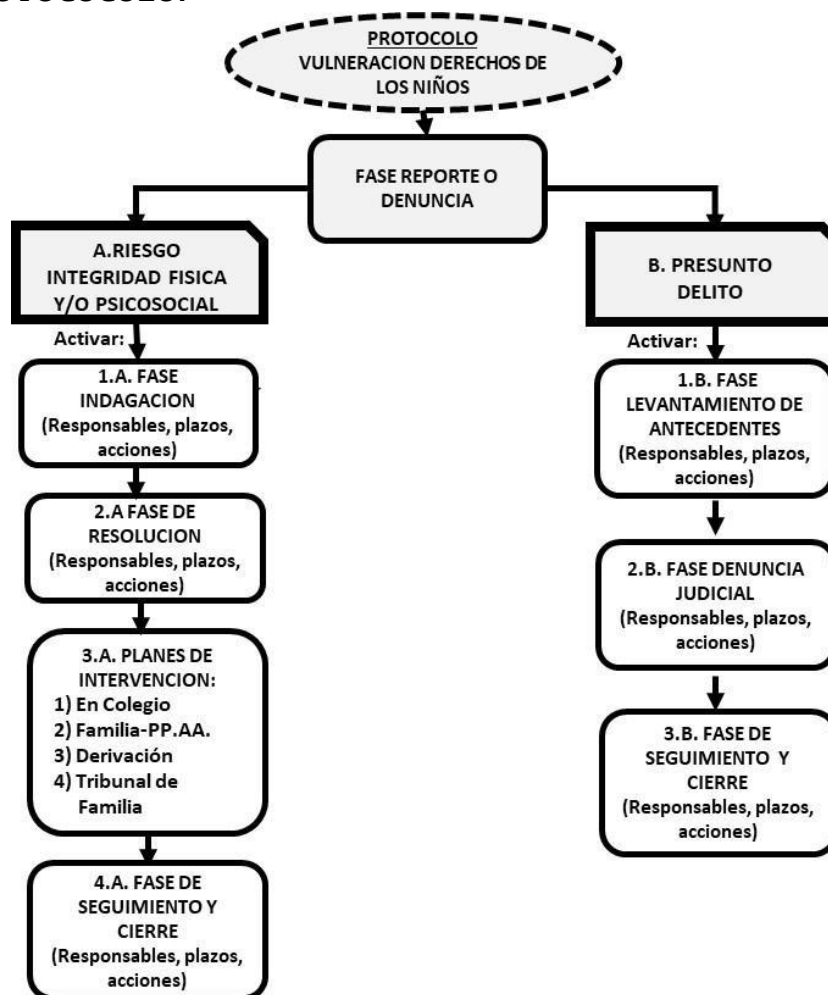 PROTOCOLO
VULNERACION DERECHOS DE
LOS NIÑOS
FASE REPORTE O
DENUNCIA
A.RIESGO
INTEGRIDAD FISICA
Y/O PSICOSOCIAL
Activar:
1.A. FASE
INDAGACION
(Responsables, plazos,
acciones)
2.A FASE DE
RESOLUCION
(Responsables, plazos,
acciones)
3.A. PLANES DE
INTERVENCION:
1) En Colegio
2) Familia-PP.AA.
3) Derivación
4) Tribunal de
Familia
4.A. FASE DE
SEGUIMIENTO Y
CIERRE
(Responsables, plazos,
acciones)
B. PRESUNTO
DELITO
Activar:
1.B. FASE
LEVANTAMIENTO DE
ANTECEDENTES
(Responsables, plazos,
acciones)
2.B. FASE DENUNCIA
JUDICIAL
(Responsables, plazos,
acciones)
3.B. FASE DE
SEGUIMIENTO Y
CIERRE
(Responsables, plazos,
acciones)